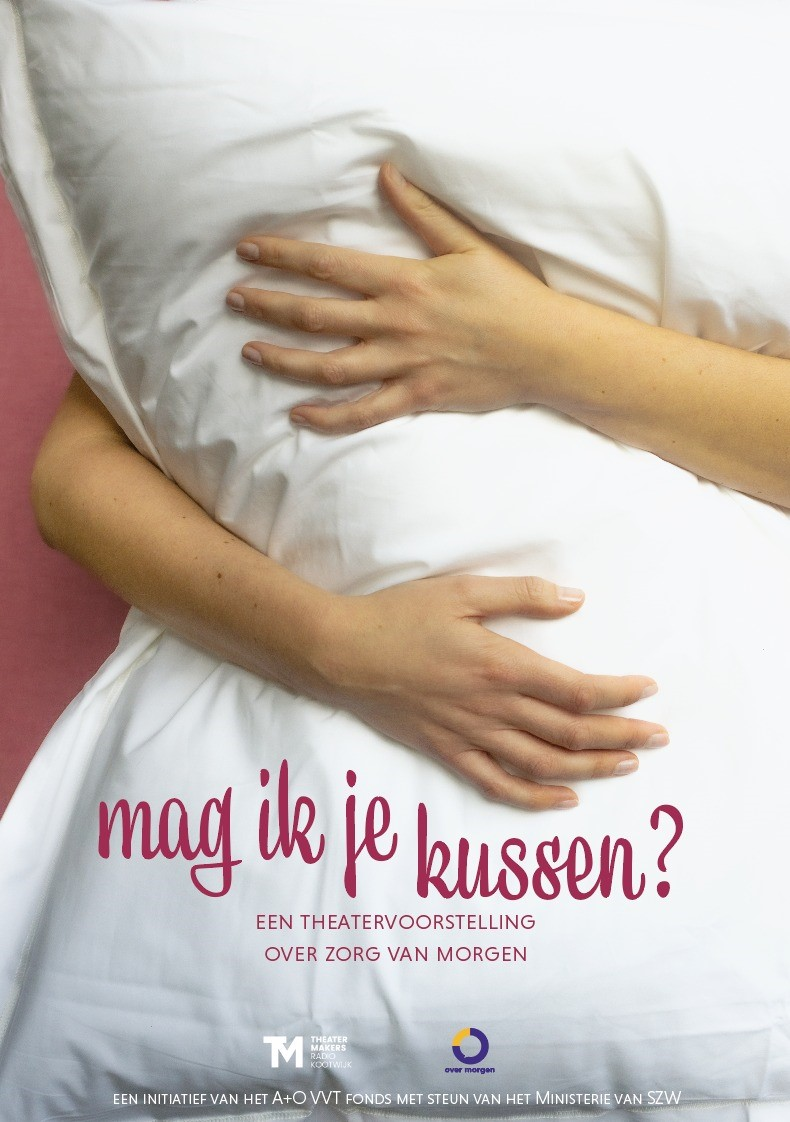 mag ik je kussen?
EEN THEATERVOORSTELLING
OVER ZORG VAN MORGEN
TM
THEATER
MAKERS
RADIO
KOOTWIJK
over morgen
EEN INITIATIEF VAN HET A+O VVT FONDS MET STEUN VAN HET MINISTERIE VAN SZW